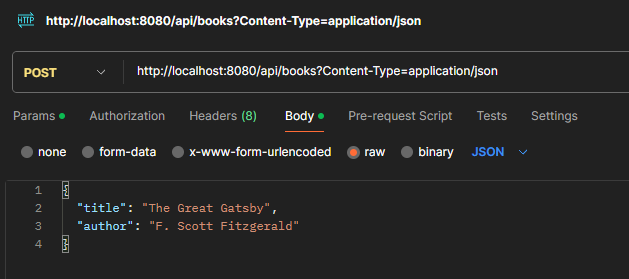 HTTP http://localhost:8080/api/books?Content-Type=application/json
POST http://localhost:8080/api/books?Content-Type=application/json
Params Authorization Headers (8) Body Pre-request Script Tests Settings
none form-data x-www-form-urlencoded raw binary JSON
1 {
2 "title": "The Great Gatsby",
3 "author": "F. Scott Fitzgerald"
4 }